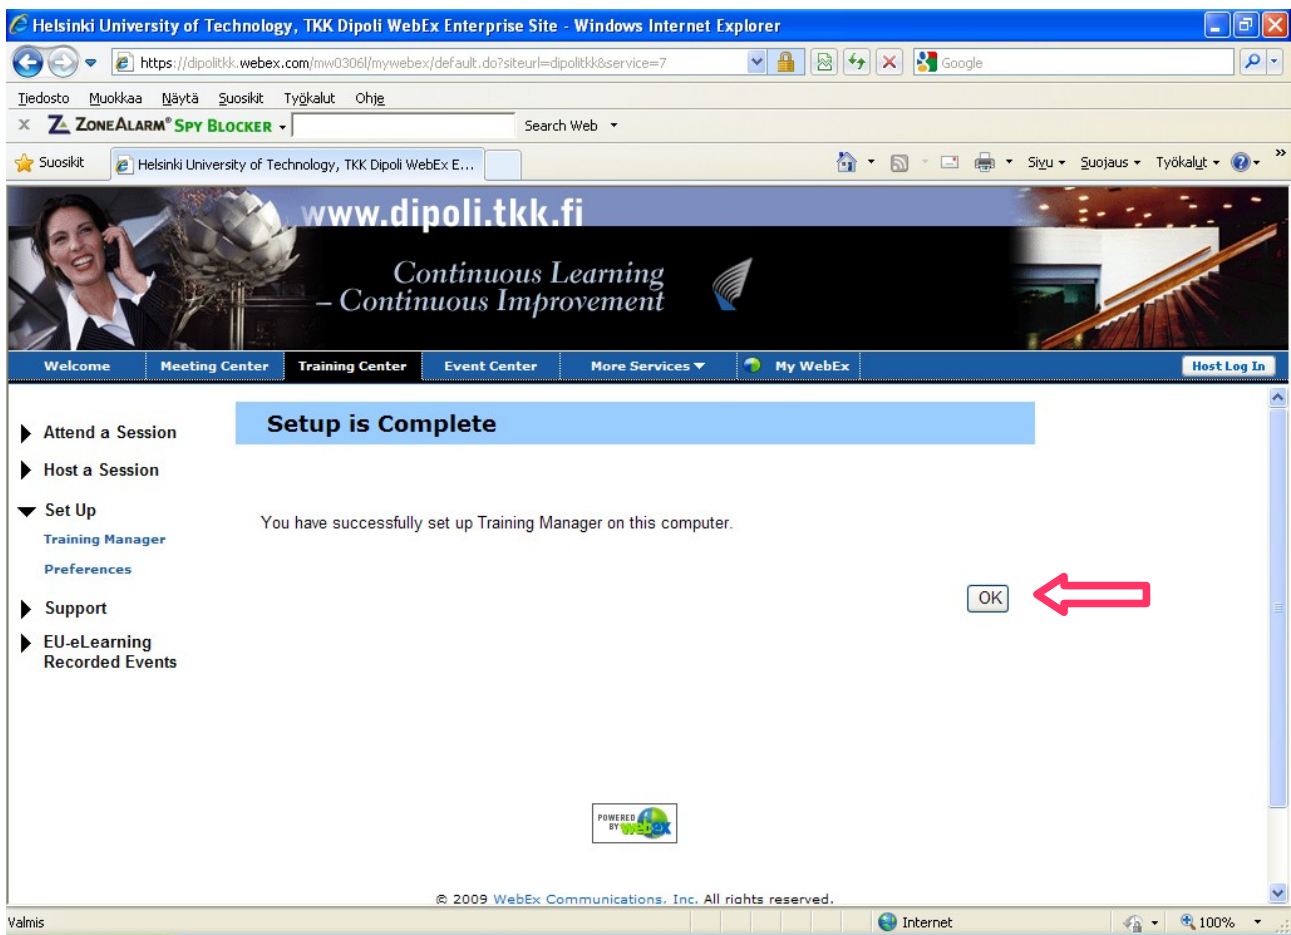 Helsinki University of Technology, TKK Dipoli WebEx Enterprise Site - Windows Internet Explorer
https://dipolitkk.webex.com/mw0306l/mywebex/default.do?siteurl=dipolitkk&service=7
Google
Tiedosto Muokkaa Näytä Suosikit Työkalut Ohje
x ZA ZONEALARM® SPY BLOCKER Search Web
Suosikit Helsinki University of Technology, TKK Dipoli WebEx E... Sivu Suojaus Työkalut »
www.dipoli.tkk.fi
Continuous Learning
– Continuous Improvement
Welcome Meeting Center Training Center Event Center More Services My WebEx Host Log In
Setup is Complete
Attend a Session
Host a Session
Set Up
Training Manager
Preferences
Support
EU-eLearning
Recorded Events
You have successfully set up Training Manager on this computer.
OK
POWERED
BY webex
© 2009 WebEx Communications, Inc. All rights reserved.
Valmis Internet 100%